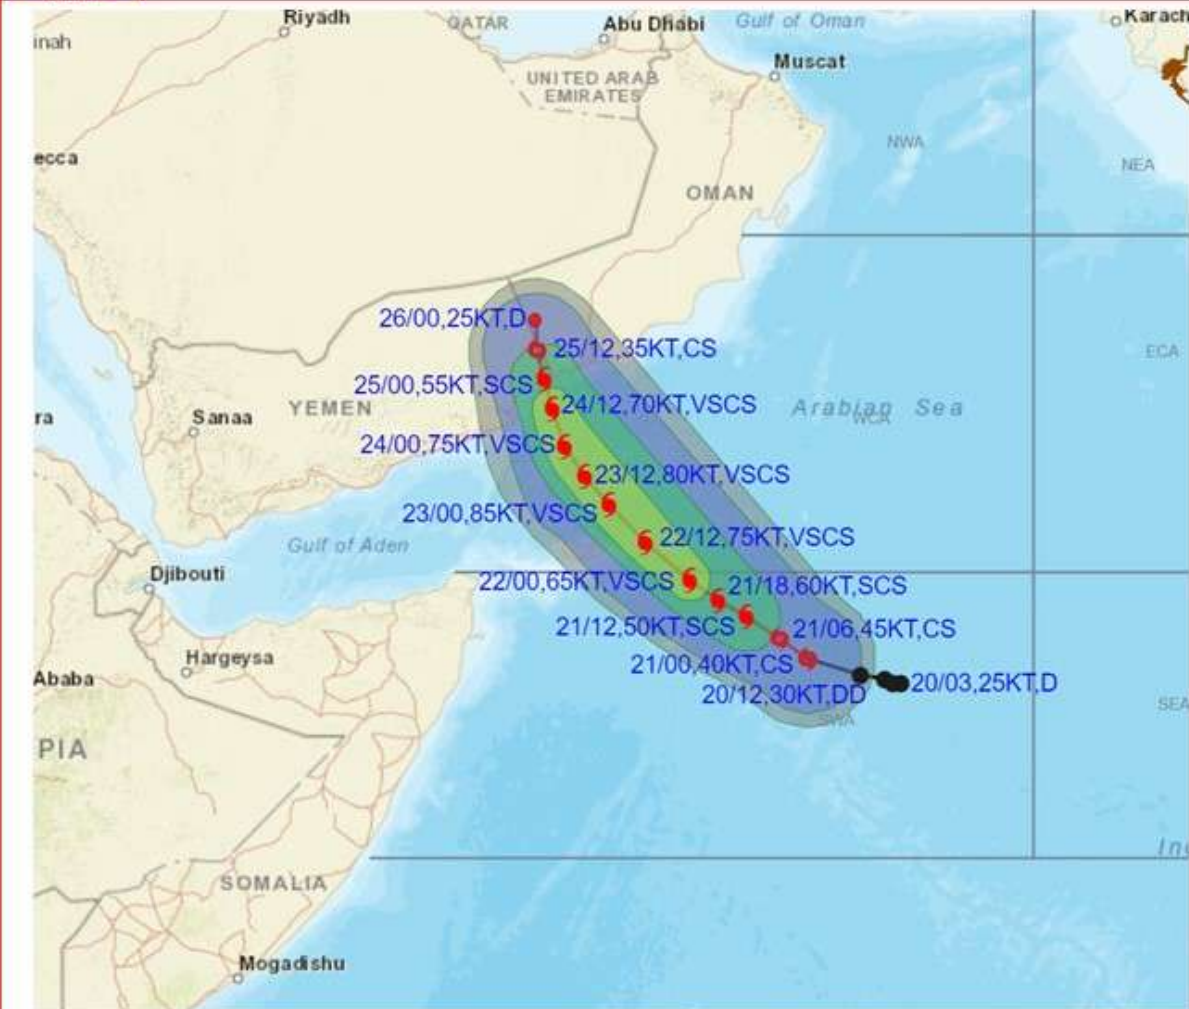 Riyadh
QATAR
Abu Dhabi
Gulf of Oman
Karach
inah
Muscat
UNITED ARAB
EMIRATES
NWA
ecca
NEA
OMAN
26/00,25KT,D
25/12,35KT,CS
ECA
25/00,55KT,SCS
24/12,70KT,VSCS
YEMEN
Arabian Sea
WCA
ra
Sanaa
24/00,75KT,VSCS
23/12,80KT,VSCS
23/00,85KT,VSCS
22/12,75KT,VSCS
Gulf of Aden
Djibouti
22/00,65KT,VSCS
21/18,60KT,SCS
21/12,50KT,SCS
21/06,45KT,CS
Hargeysa
21/00,40KT,CS
Ababa
20/03,25KT,D
20/12,30KT,DD
SEA
SWA
PIA
In
SOMALIA
Mogadishu